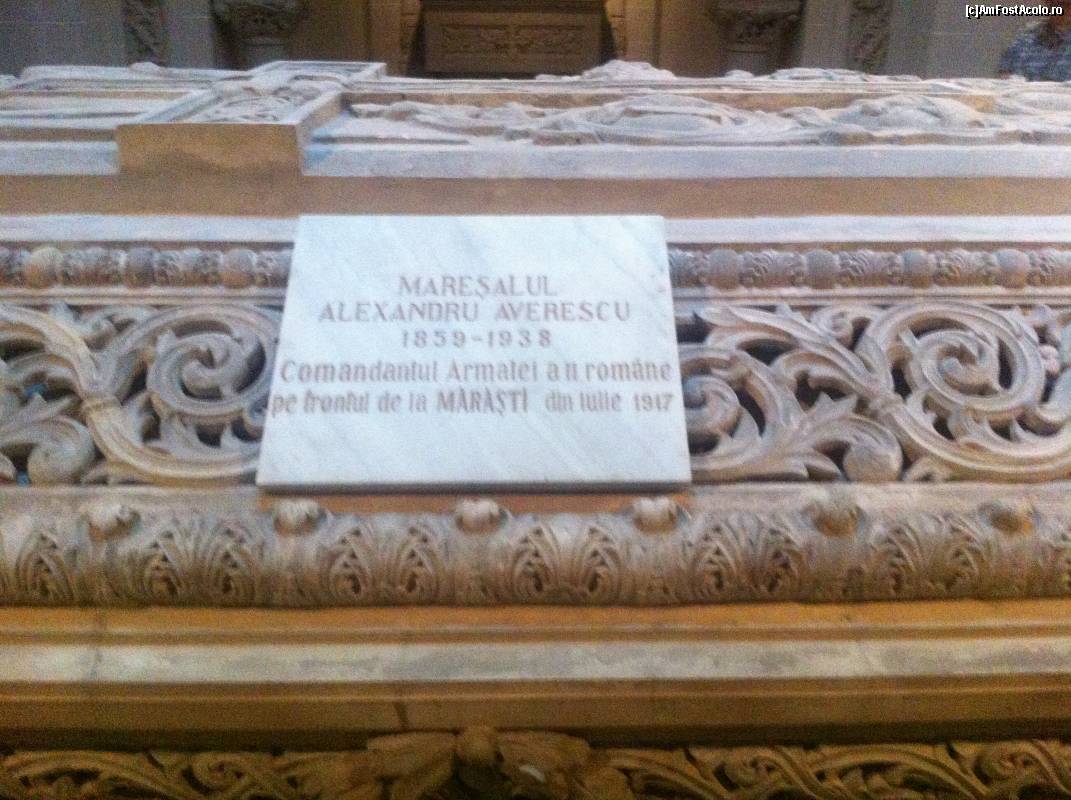 [c]AmFostAcolo.ro
MAREȘALUL
ALEXANDRU AVERESCU
1859-1938
Comandantul Armatei a II române
pe frontul de la MĂRĂȘTI din iulie 1917